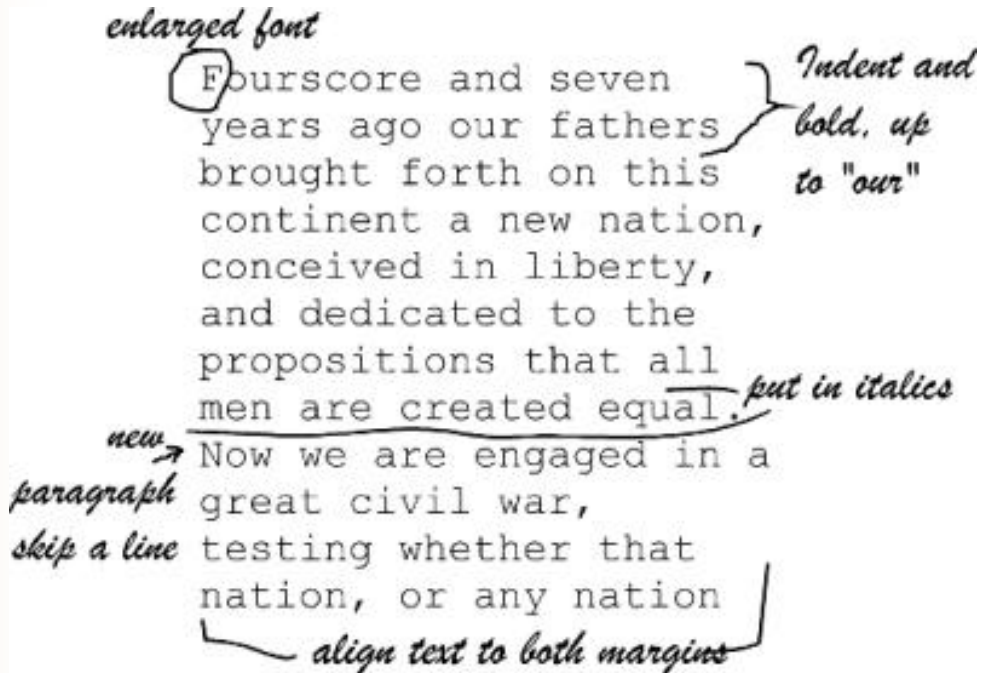 enlarged font
Fourscore and seven
years ago our fathers
brought forth on this
continent a new nation,
conceived in liberty,
and dedicated to the
propositions that all
men are created equal.
Now we are engaged in a
great civil war,
testing whether that
nation, or any nation
Indent and
bold, up
to "our"
put in italics
new
paragraph
skip a line
align text to both margins